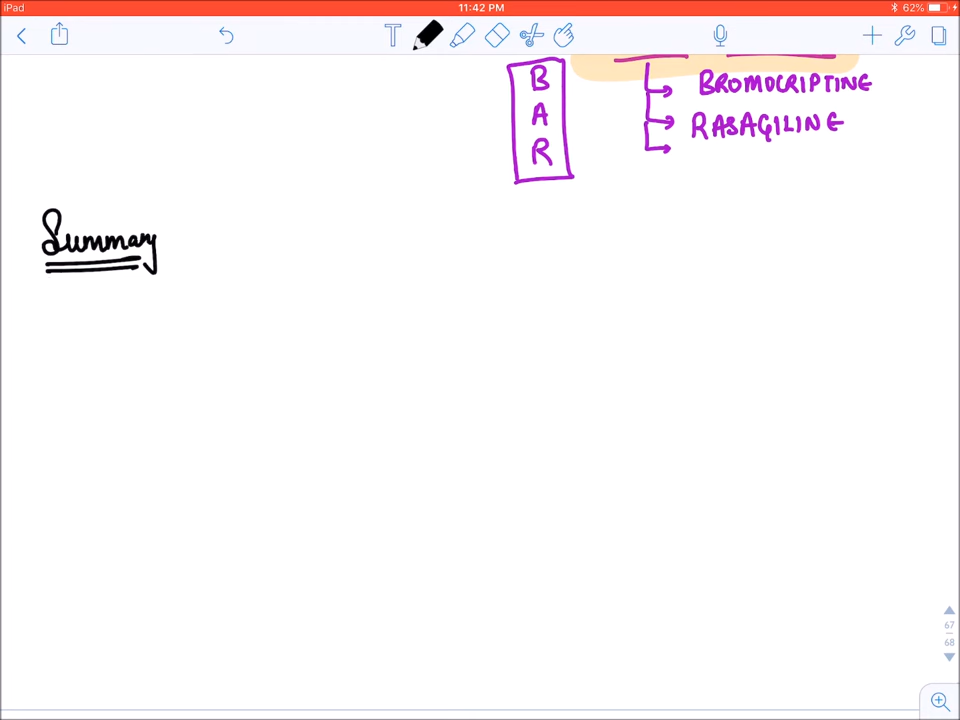 iPad 11:42 PM 62%
T
B BROMOCRIPTINE
A RASAGILINE
R
Summary
67
68